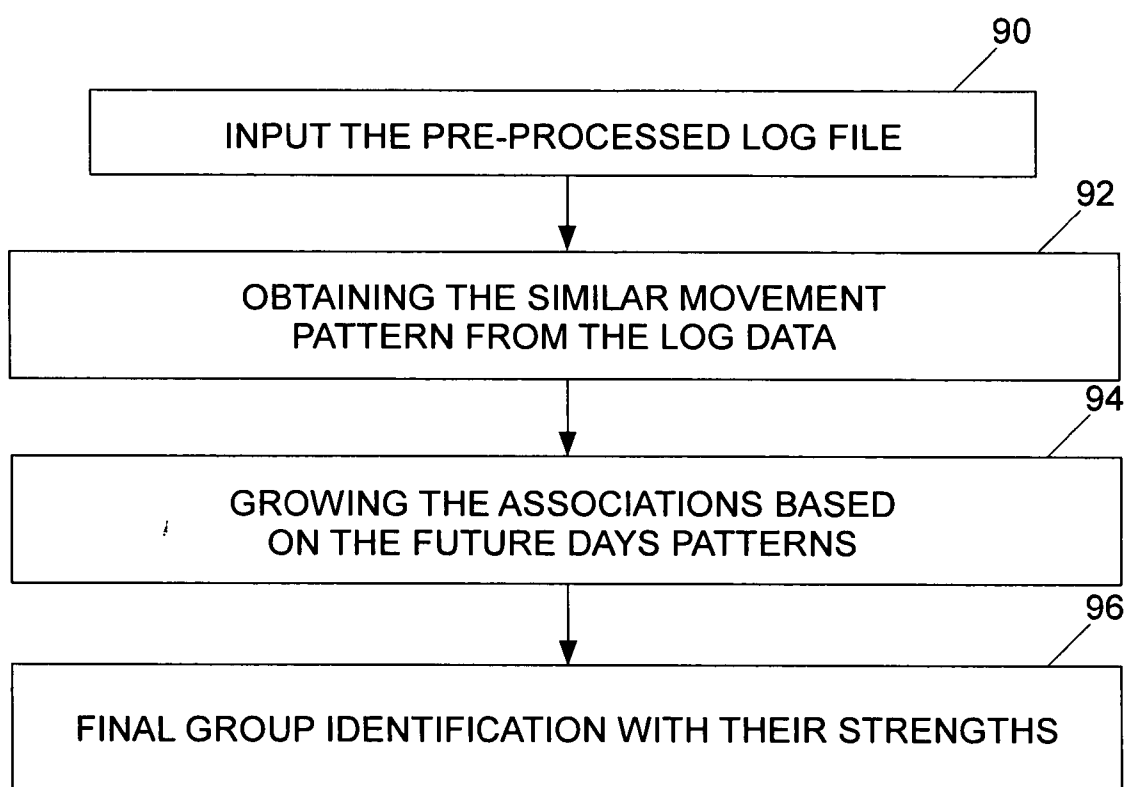 90
INPUT THE PRE-PROCESSED LOG FILE
92
OBTAINING THE SIMILAR MOVEMENT
PATTERN FROM THE LOG DATA
94
GROWING THE ASSOCIATIONS BASED
ON THE FUTURE DAYS PATTERNS
96
FINAL GROUP IDENTIFICATION WITH THEIR STRENGTHS